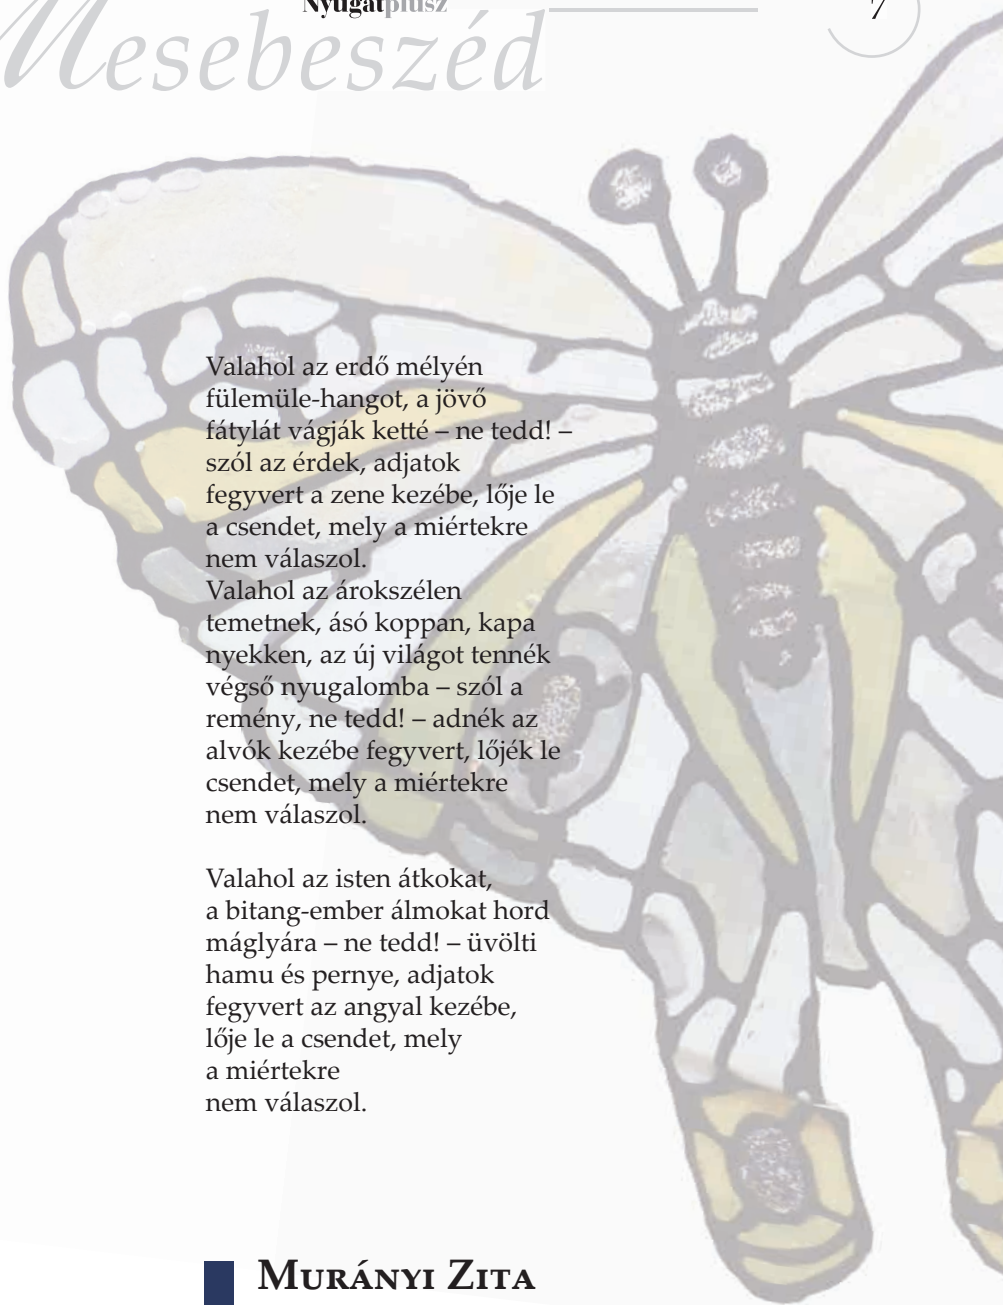 Nyugatplusz
7
Mesebeszéd
Valahol az erdő mélyén
fülemüle-hangot, a jövő
fátylát vágják ketté – ne tedd! –
szól az érdek, adjatok
fegyvert a zene kezébe, lője le
a csendet, mely a miértekre
nem válaszol.
Valahol az árokszélen
temetnek, ásó koppan, kapa
nyekken, az új világot tennék
végső nyugalomba – szól a
remény, ne tedd! – adnék az
alvók kezébe fegyvert, lőjék le
csendet, mely a miértekre
nem válaszol.
Valahol az isten átkokat,
a bitang-ember álmokat hord
máglyára – ne tedd! – üvölti
hamu és pernye, adjatok
fegyvert az angyal kezébe,
lője le a csendet, mely
a miértekre
nem válaszol.
Murányi Zita